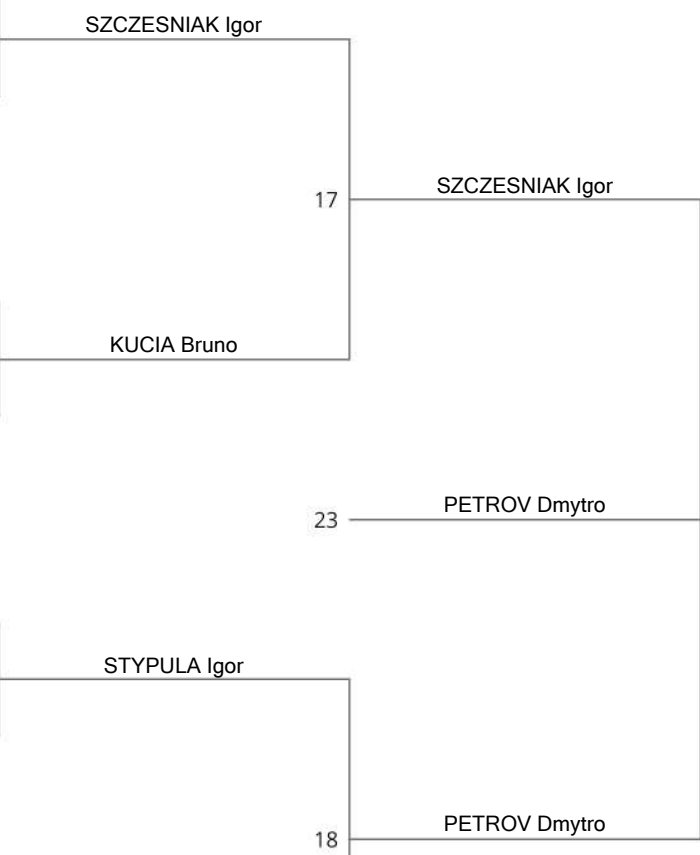 SZCZESNIAK Igor
17
SZCZESNIAK Igor
KUCIA Bruno
23
PETROV Dmytro
STYPULA Igor
18
PETROV Dmytro